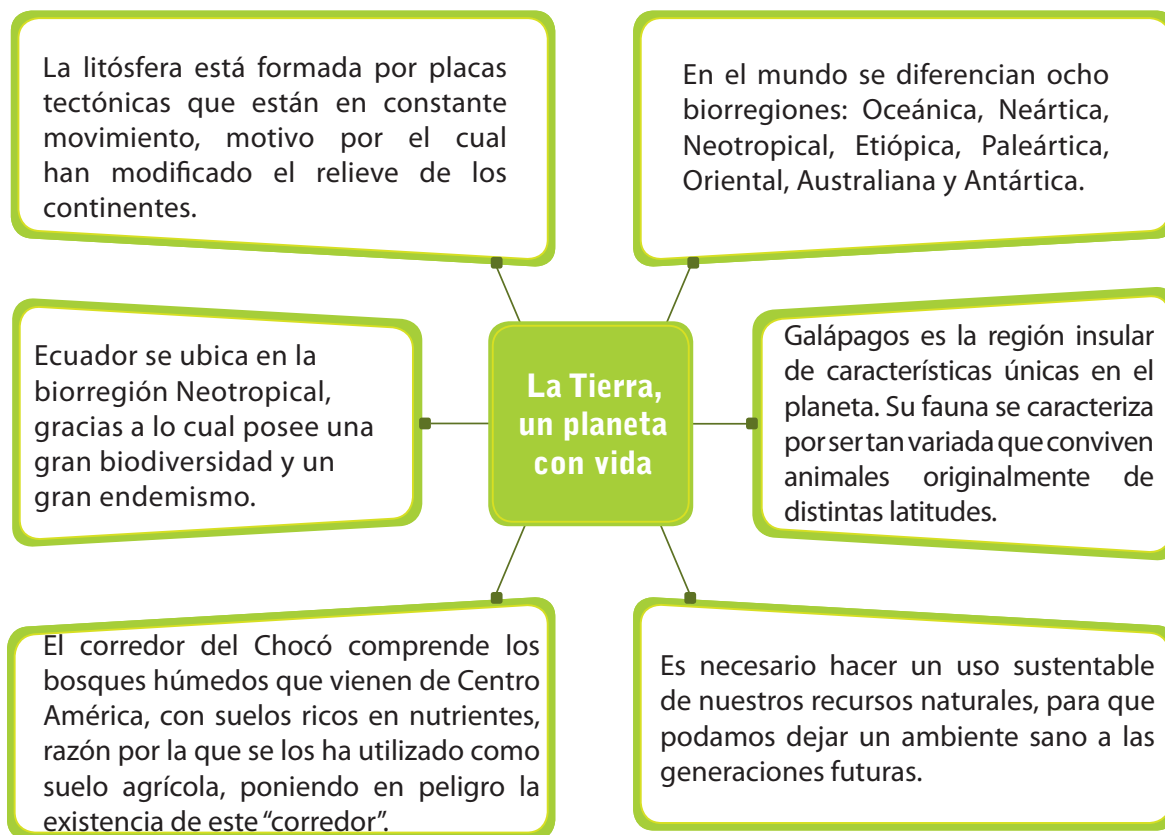 La litósfera está formada por placas
tectónicas que están en constante
movimiento, motivo por el cual
han modificado el relieve de los
continentes.
En el mundo se diferencian ocho
biorregiones: Oceánica, Neártica,
Neotropical, Etiópica, Paleártica,
Oriental, Australiana y Antártica.
Ecuador se ubica en la
biorregión Neotropical,
gracias a lo cual posee una
gran biodiversidad y un
gran endemismo.
La Tierra,
un planeta
con vida
Galápagos es la región insular
de características únicas en el
planeta. Su fauna se caracteriza
por ser tan variada que conviven
animales originalmente de
distintas latitudes.
El corredor del Chocó comprende los
bosques húmedos que vienen de Centro
América, con suelos ricos en nutrientes,
razón por la que se los ha utilizado como
suelo agrícola, poniendo en peligro la
existencia de este “corredor”.
Es necesario hacer un uso sustentable
de nuestros recursos naturales, para que
podamos dejar un ambiente sano a las
generaciones futuras.